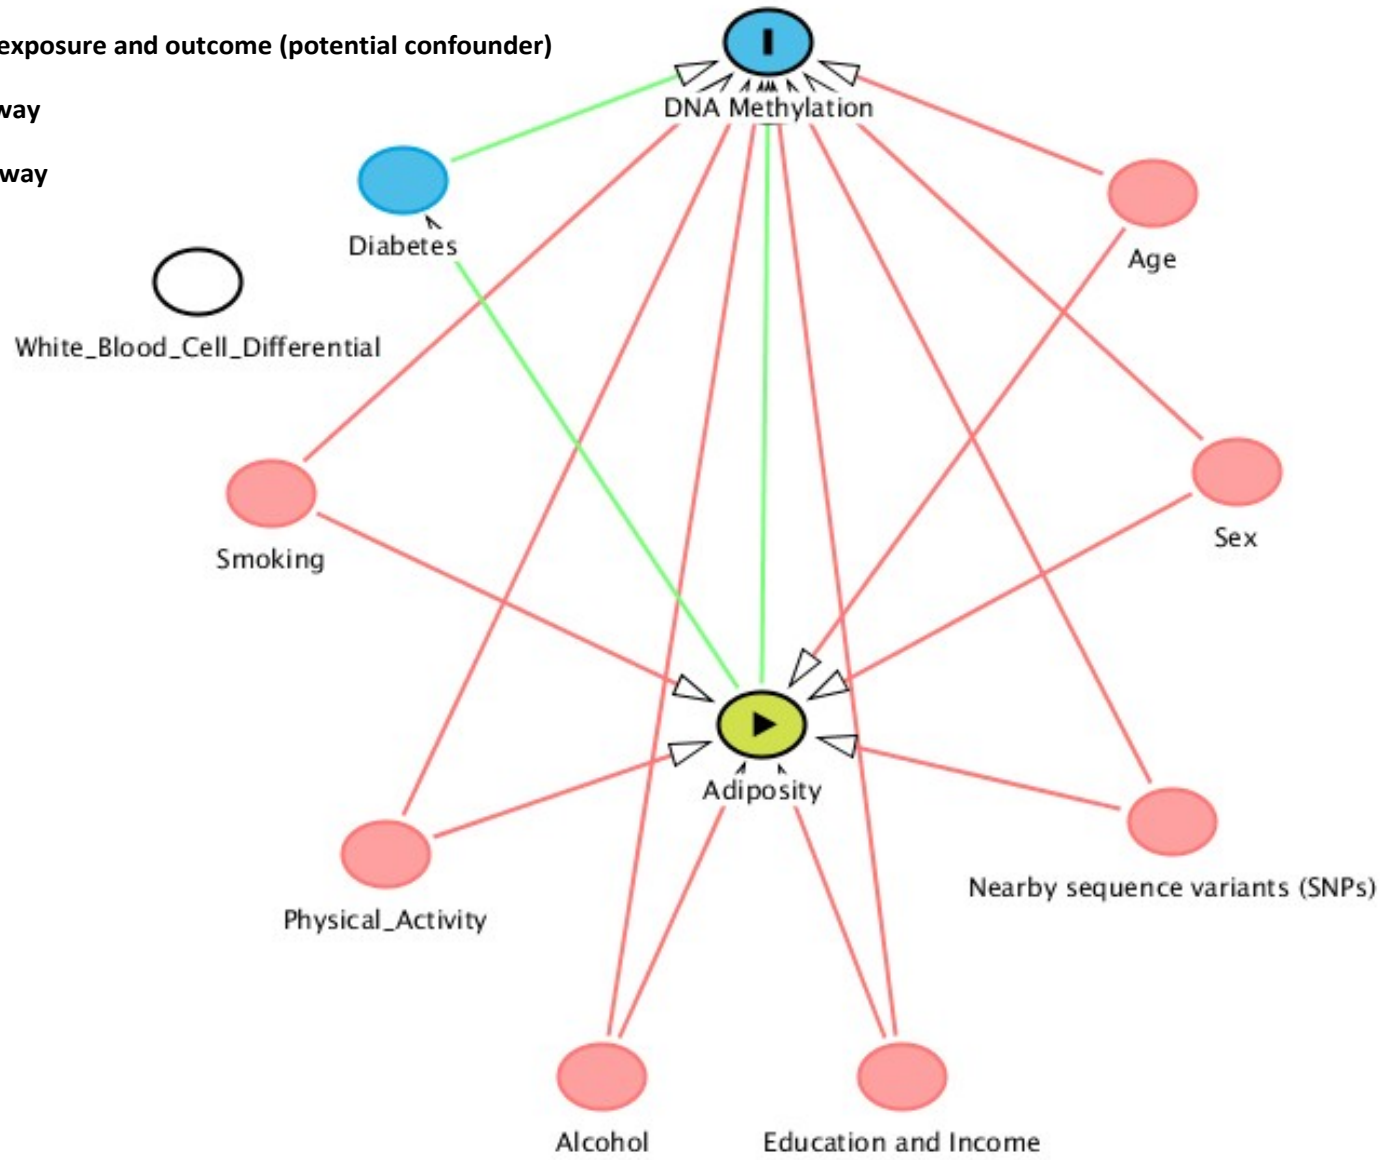 exposure and outcome (potential confounder)
way
way
DNA Methylation
Diabetes
Age
White_Blood_Cell_Differential
Smoking
Sex
Adiposity
Nearby sequence variants (SNPs)
Physical_Activity
Alcohol
Education and Income